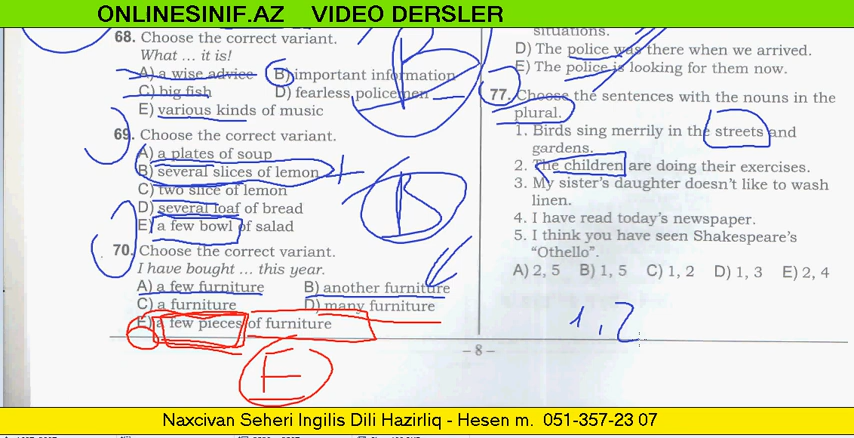 ONLINESINIF.AZ VIDEO DERSLER
68. Choose the correct variant.
What ... it is!
A) a wise advice B) important information
C) big fish D) fearless policemen
E) various kinds of music
69. Choose the correct variant.
A) a plates of soup
B) several slices of lemon
C) two slice of lemon
D) several loaf of bread
E) a few bowl of salad
70. Choose the correct variant.
I have bought ... this year.
A) a few furniture B) another furniture
C) a furniture D) many furniture
E) a few pieces of furniture
B
+
B
E
situations.
D) The police was there when we arrived.
E) The police is looking for them now.
77. Choose the sentences with the nouns in the
plural.
1. Birds sing merrily in the streets and
gardens.
2. The children are doing their exercises.
3. My sister's daughter doesn't like to wash
linen.
4. I have read today's newspaper.
5. I think you have seen Shakespeare's
"Othello".
A) 2, 5 B) 1, 5 C) 1, 2 D) 1, 3 E) 2, 4
1, 2
– 8 –
Naxcivan Seheri Ingilis Dili Hazirliq - Hesen m. 051-357-23 07